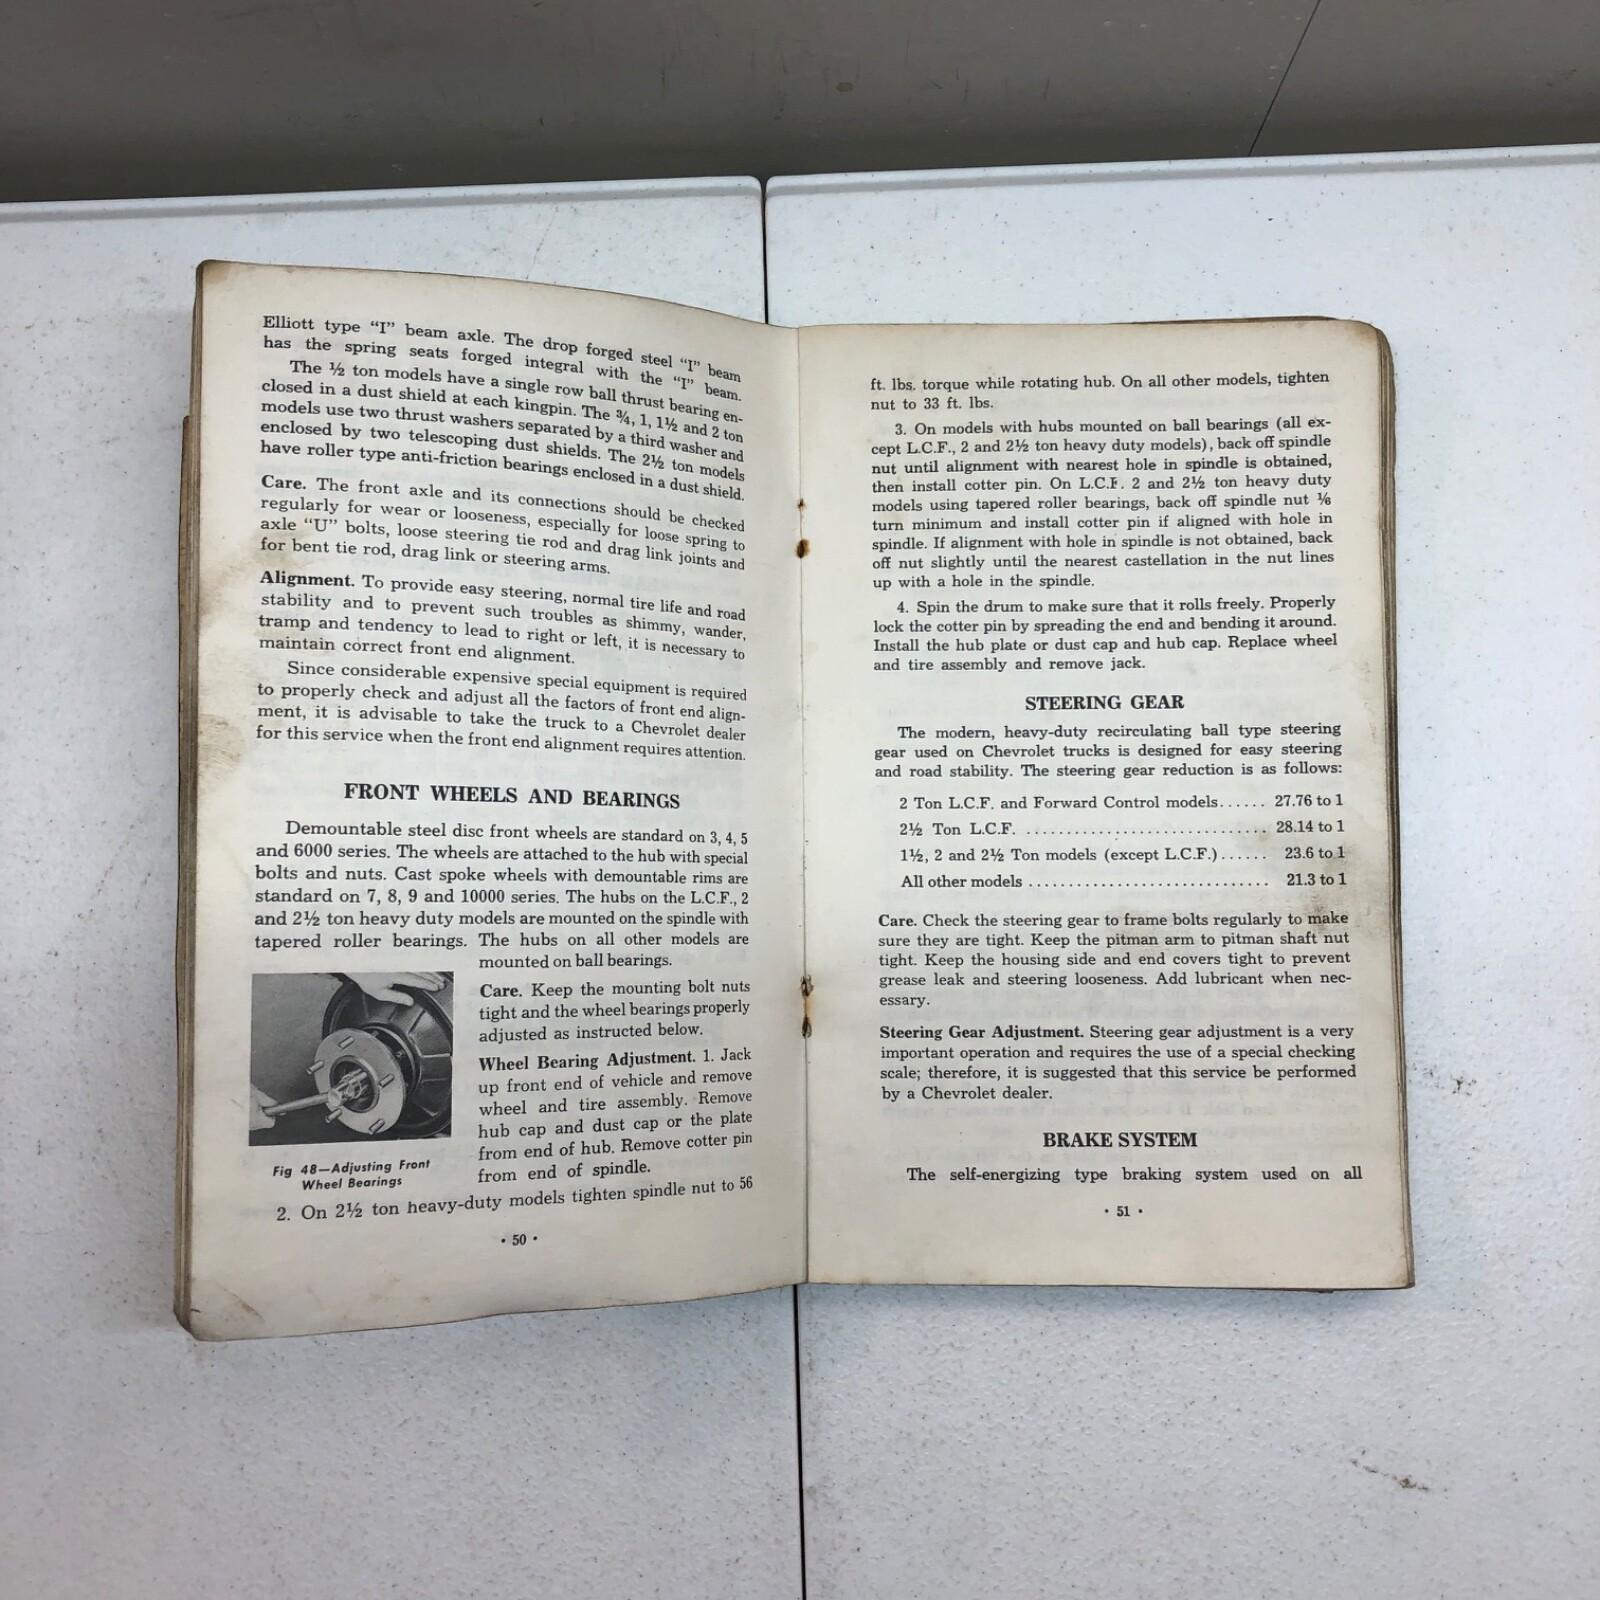 Elliott type “I” beam axle. The drop forged steel “I” beam
has the spring seats forged integral with the “I” beam.
The ½ ton models have a single row ball thrust bearing en-
closed in a dust shield at each kingpin. The ¾, 1, 1½ and 2 ton
models use two thrust washers separated by a third washer and
enclosed by two telescoping dust shields. The 2½ ton models
have roller type anti-friction bearings enclosed in a dust shield.
Care. The front axle and its connections should be checked
regularly for wear or looseness, especially for loose spring to
axle “U” bolts, loose steering tie rod and drag link joints and
for bent tie rod, drag link or steering arms.
Alignment. To provide easy steering, normal tire life and road
stability and to prevent such troubles as shimmy, wander,
tramp and tendency to lead to right or left, it is necessary to
maintain correct front end alignment.
Since considerable expensive special equipment is required
to properly check and adjust all the factors of front end align-
ment, it is advisable to take the truck to a Chevrolet dealer
for this service when the front end alignment requires attention.
FRONT WHEELS AND BEARINGS
Demountable steel disc front wheels are standard on 3, 4, 5
and 6000 series. The wheels are attached to the hub with special
bolts and nuts. Cast spoke wheels with demountable rims are
standard on 7, 8, 9 and 10000 series. The hubs on the L.C.F., 2
and 2½ ton heavy duty models are mounted on the spindle with
tapered roller bearings. The hubs on all other models are
mounted on ball bearings.
Care. Keep the mounting bolt nuts
tight and the wheel bearings properly
adjusted as instructed below.
Wheel Bearing Adjustment. 1. Jack
up front end of vehicle and remove
wheel and tire assembly. Remove
hub cap and dust cap or the plate
from end of hub. Remove cotter pin
from end of spindle.
Fig 48—Adjusting Front
Wheel Bearings
2. On 2½ ton heavy-duty models tighten spindle nut to 56
• 50 •
ft. lbs. torque while rotating hub. On all other models, tighten
nut to 33 ft. lbs.
3. On models with hubs mounted on ball bearings (all ex-
cept L.C.F., 2 and 2½ ton heavy duty models), back off spindle
nut until alignment with nearest hole in spindle is obtained,
then install cotter pin. On L.C.F. 2 and 2½ ton heavy duty
models using tapered roller bearings, back off spindle nut ⅙
turn minimum and install cotter pin if aligned with hole in
spindle. If alignment with hole in spindle is not obtained, back
off nut slightly until the nearest castellation in the nut lines
up with a hole in the spindle.
4. Spin the drum to make sure that it rolls freely. Properly
lock the cotter pin by spreading the end and bending it around.
Install the hub plate or dust cap and hub cap. Replace wheel
and tire assembly and remove jack.
STEERING GEAR
The modern, heavy-duty recirculating ball type steering
gear used on Chevrolet trucks is designed for easy steering
and road stability. The steering gear reduction is as follows:
2 Ton L.C.F. and Forward Control models...... 27.76 to 1
2½ Ton L.C.F. .............................. 28.14 to 1
1½, 2 and 2½ Ton models (except L.C.F.)...... 23.6 to 1
All other models .............................. 21.3 to 1
Care. Check the steering gear to frame bolts regularly to make
sure they are tight. Keep the pitman arm to pitman shaft nut
tight. Keep the housing side and end covers tight to prevent
grease leak and steering looseness. Add lubricant when nec-
essary.
Steering Gear Adjustment. Steering gear adjustment is a very
important operation and requires the use of a special checking
scale; therefore, it is suggested that this service be performed
by a Chevrolet dealer.
BRAKE SYSTEM
The self-energizing type braking system used on all
• 51 •